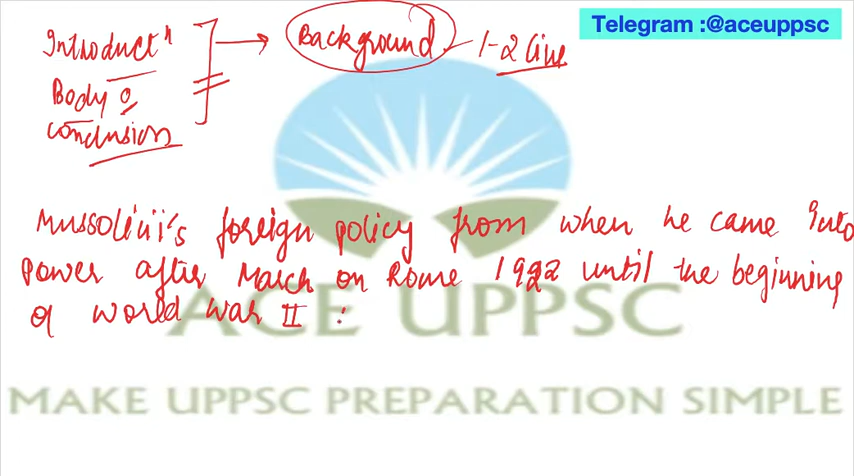 Telegram :@aceuppsc
Introductⁿ
Background - 1-2 line
Body
Conclusion
Mussolini's foreign policy from when he came into
power after March on Rome 1922 until the beginning
of world war II :
ACE UPPSC
MAKE UPPSC PREPARATION SIMPLE